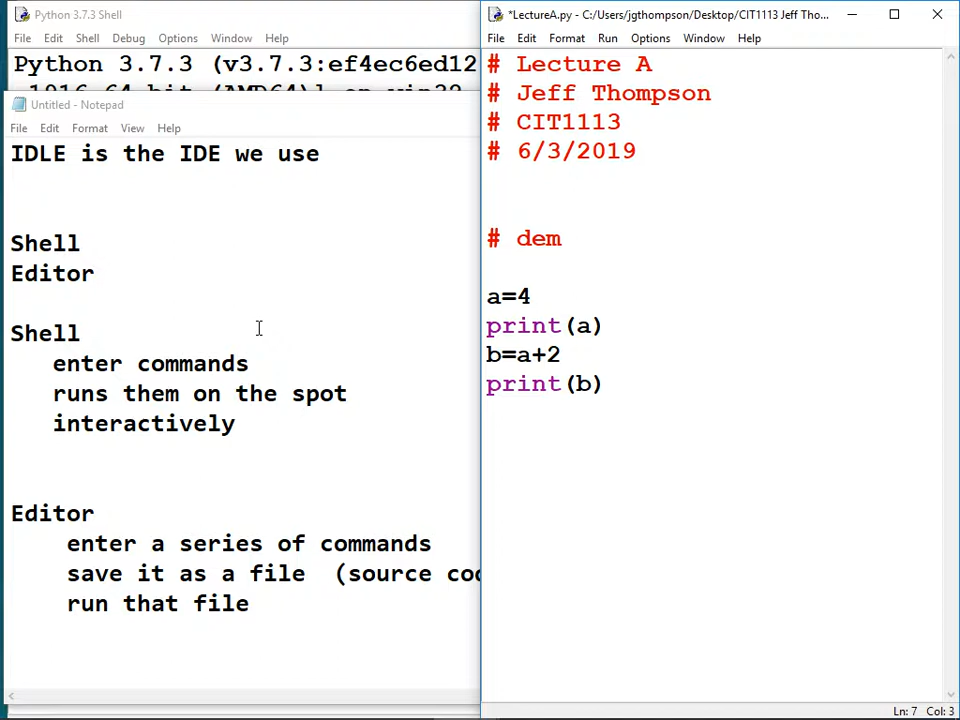 Python 3.7.3 Shell
File Edit Shell Debug Options Window Help
Python 3.7.3 (v3.7.3:ef4ec6ed12
Untitled - Notepad
File Edit Format View Help
IDLE is the IDE we use
Shell
Editor
Shell
enter commands
runs them on the spot
interactively
Editor
enter a series of commands
save it as a file (source co
run that file
*LectureA.py - C:/Users/jgthompson/Desktop/CIT1113 Jeff Tho...
File Edit Format Run Options Window Help
# Lecture A
# Jeff Thompson
# CIT1113
# 6/3/2019
# dem
a=4
print(a)
b=a+2
print(b)
Ln: 7 Col: 3